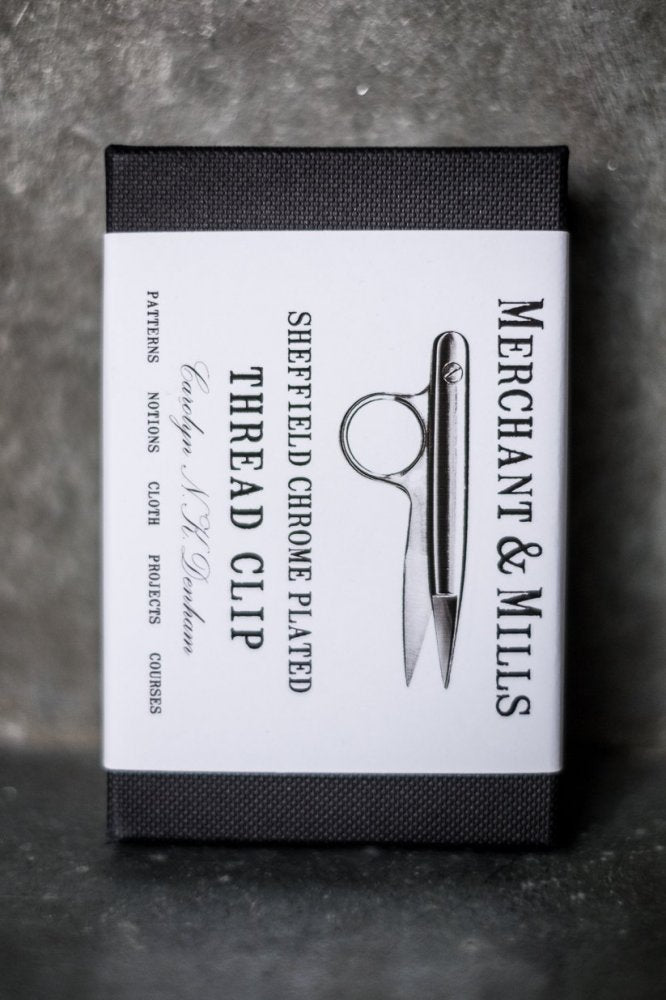 MERCHANT & MILLS
SHEFFIELD CHROME PLATED
THREAD CLIP
Carolyn N.K. Denham
PATTERNS NOTIONS CLOTH PROJECTS COURSES